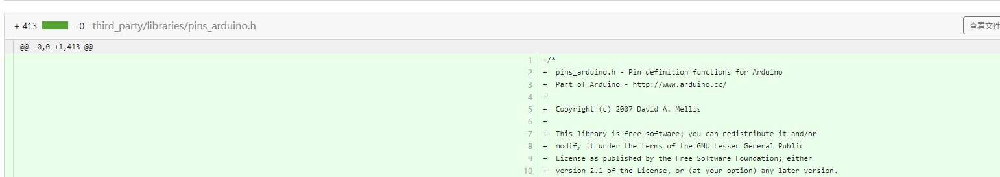 + 413 - 0 third_party/libraries/pins_arduino.h 查看文件
@@ -0,0 +1,413 @@
1 +/*
2 + pins_arduino.h - Pin definition functions for Arduino
3 + Part of Arduino - http://www.arduino.cc/
4 +
5 + Copyright (c) 2007 David A. Mellis
6 +
7 + This library is free software; you can redistribute it and/or
8 + modify it under the terms of the GNU Lesser General Public
9 + License as published by the Free Software Foundation; either
10 + version 2.1 of the License, or (at your option) any later version.